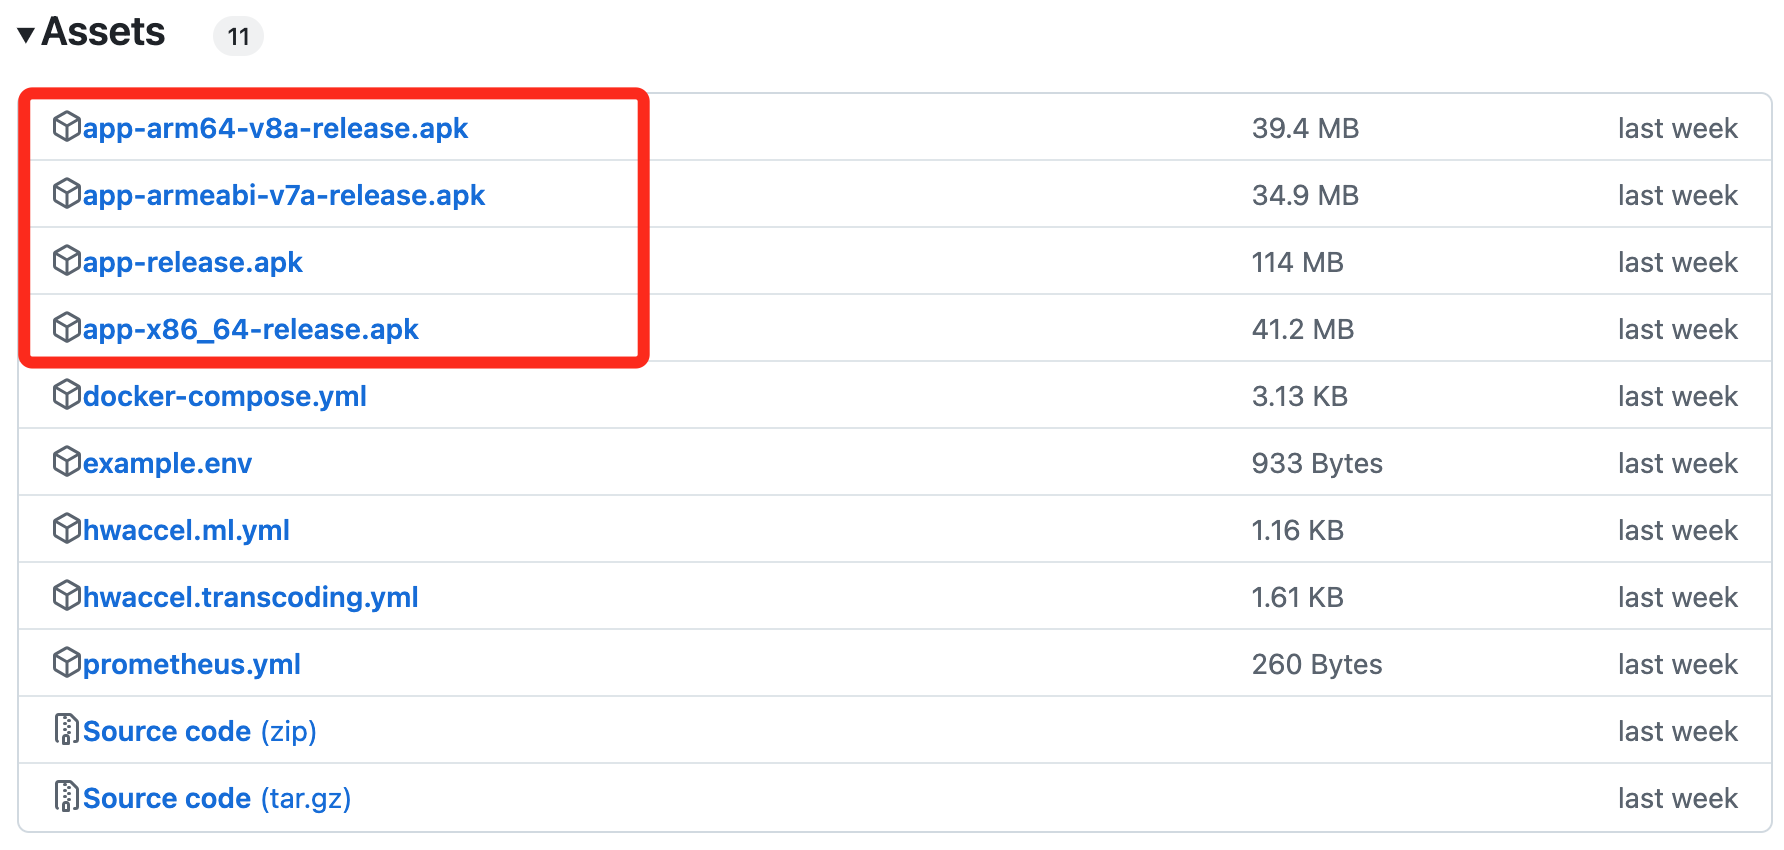 Assets 11
app-arm64-v8a-release.apk 39.4 MB last week
app-armeabi-v7a-release.apk 34.9 MB last week
app-release.apk 114 MB last week
app-x86_64-release.apk 41.2 MB last week
docker-compose.yml 3.13 KB last week
example.env 933 Bytes last week
hwaccel.ml.yml 1.16 KB last week
hwaccel.transcoding.yml 1.61 KB last week
prometheus.yml 260 Bytes last week
Source code (zip) last week
Source code (tar.gz) last week